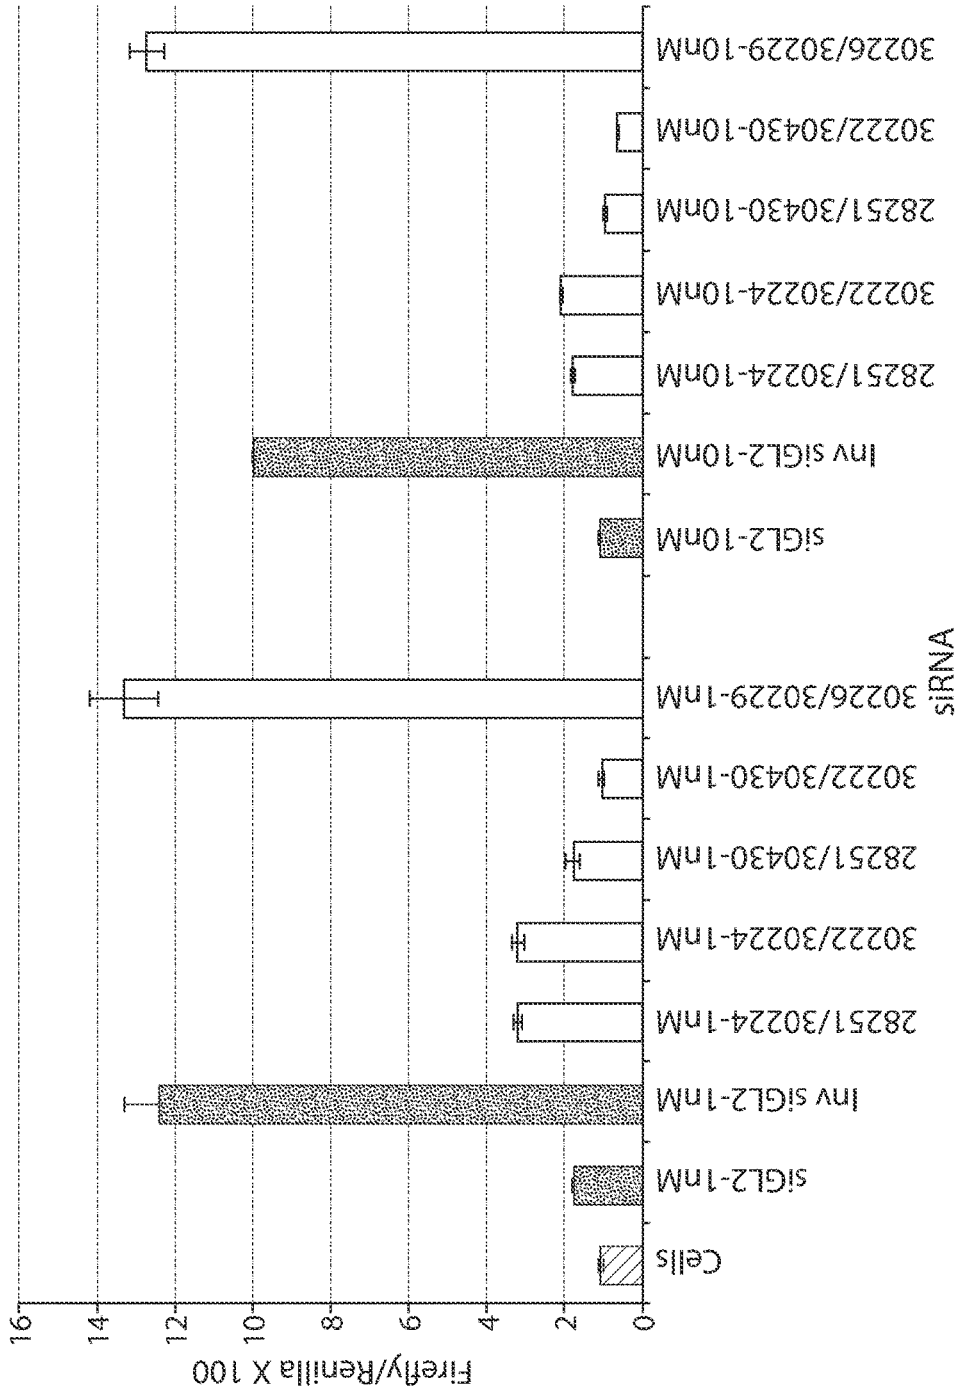 Firefly/Renilla X 100
16
14
12
10
8
6
4
2
0
Cells
siGL2-1nM
Inv siGL2-1nM
28251/30224-1nM
30222/30224-1nM
28251/30430-1nM
30222/30430-1nM
30226/30229-1nM
siGL2-10nM
Inv siGL2-10nM
28251/30224-10nM
30222/30224-10nM
28251/30430-10nM
30222/30430-10nM
30226/30229-10nM
siRNA